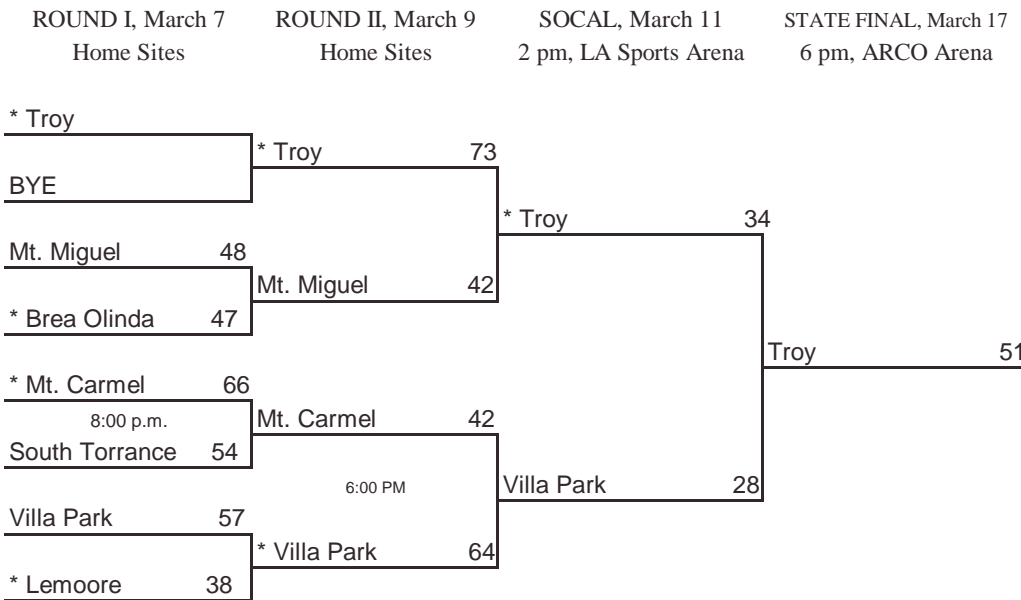 ROUND I, March 7 ROUND II, March 9 SOCAL, March 11 STATE FINAL, March 17
Home Sites Home Sites 2 pm, LA Sports Arena 6 pm, ARCO Arena
* Troy
* Troy 73
BYE
* Troy 34
Mt. Miguel 48
Mt. Miguel 42
* Brea Olinda 47
Troy 51
* Mt. Carmel 66
8:00 p.m. Mt. Carmel 42
South Torrance 54
6:00 PM Villa Park 28
Villa Park 57
* Villa Park 64
* Lemoore 38